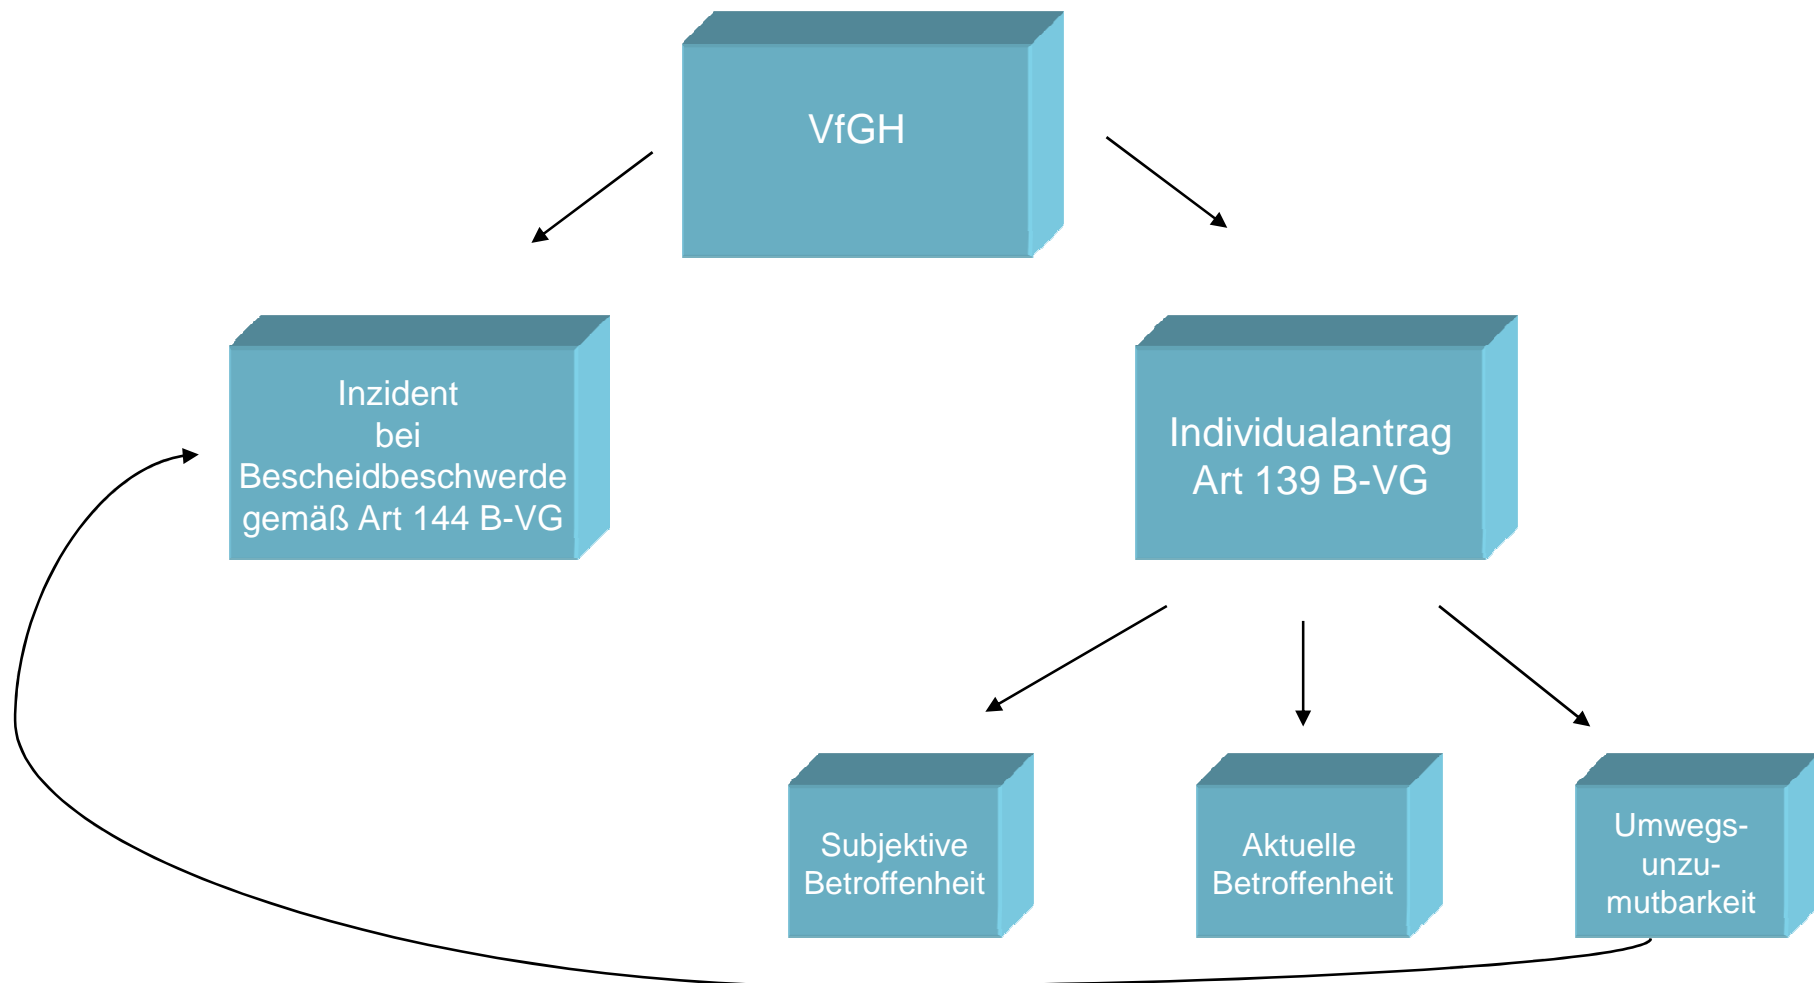 VfGH
Inzident
bei
Bescheidbeschwerde
gemäß Art 144 B-VG
Individualantrag
Art 139 B-VG
Subjektive
Betroffenheit
Aktuelle
Betroffenheit
Umwegs-
unzu-
mutbarkeit